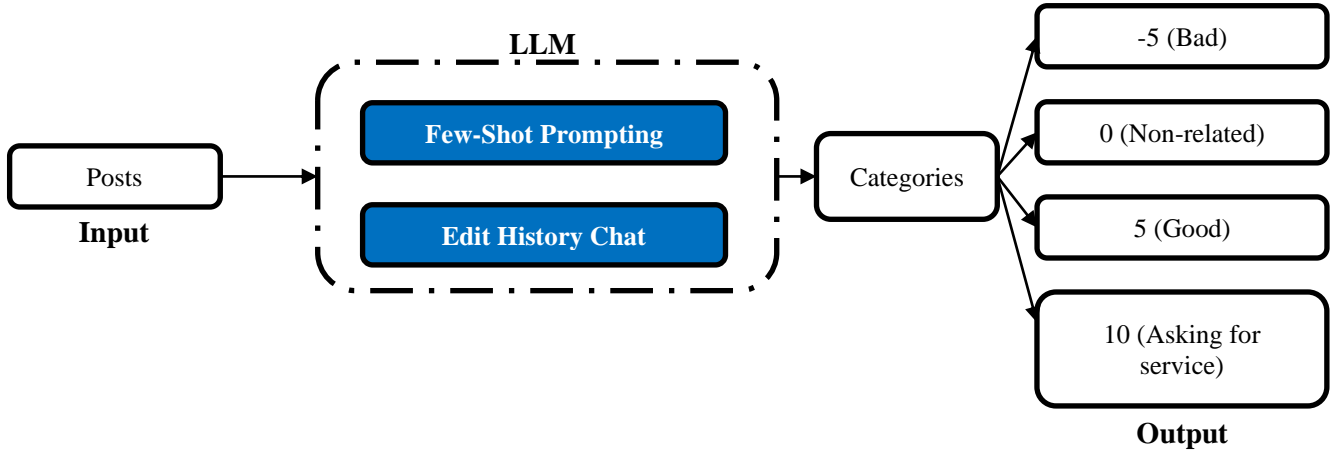 LLM
Few-Shot Prompting
Edit History Chat
Posts
Input
Categories
-5 (Bad)
0 (Non-related)
5 (Good)
10 (Asking for
service)
Output